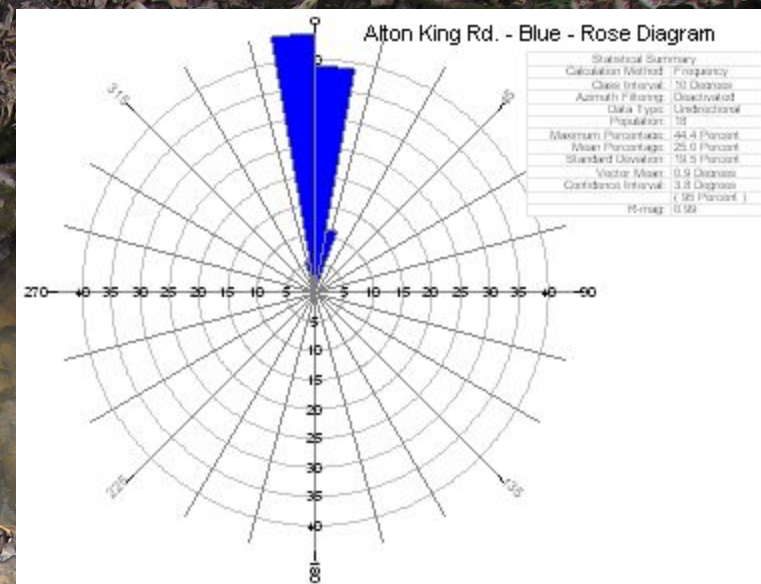 Alton King Rd. - Blue - Rose Diagram
Statistical Summary
Calculation Method: Frequency
Class Interval: 10 Degrees
Azimuth Filtering: Deactivated
Data Type: Unidirectional
Population: 18
Maximum Percentage: 44.4 Percent
Mean Percentage: 25.0 Percent
Standard Deviation: 19.5 Percent
Vector Mean: 0.9 Degrees
Confidence Interval: 3.8 Degrees
( 95 Percent )
R-mag: 0.99
0
315
45
270 40 35 30 25 20 15 10 5 5 10 15 20 25 30 35 40 90
5
10
15
20
25
30
35
40
225
135
180